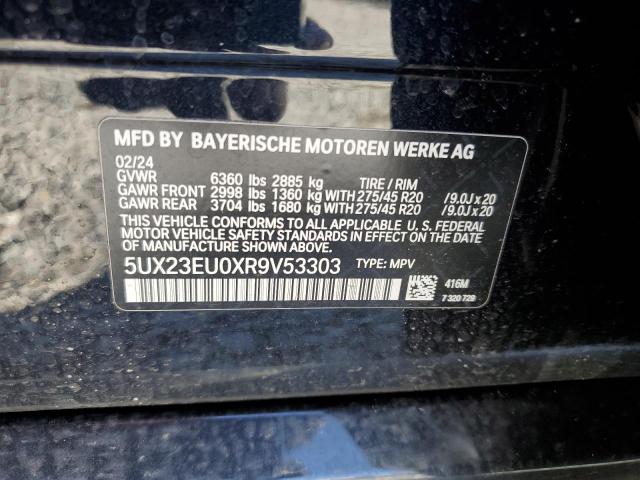 MFD BY BAYERISCHE MOTOREN WERKE AG
02/24
GVWR 6360 lbs 2885 kg TIRE / RIM
GAWR FRONT 2998 lbs 1360 kg WITH 275/45 R20 /9.0J x 20
GAWR REAR 3704 lbs 1680 kg WITH 275/45 R20 /9.0J x 20
THIS VEHICLE CONFORMS TO ALL APPLICABLE U. S. FEDERAL
MOTOR VEHICLE SAFETY STANDARDS IN EFFECT ON THE DATE OF
MANUFACTURE SHOWN ABOVE.
5UX23EU0XR9V53303 TYPE: MPV
416M
7 320 729